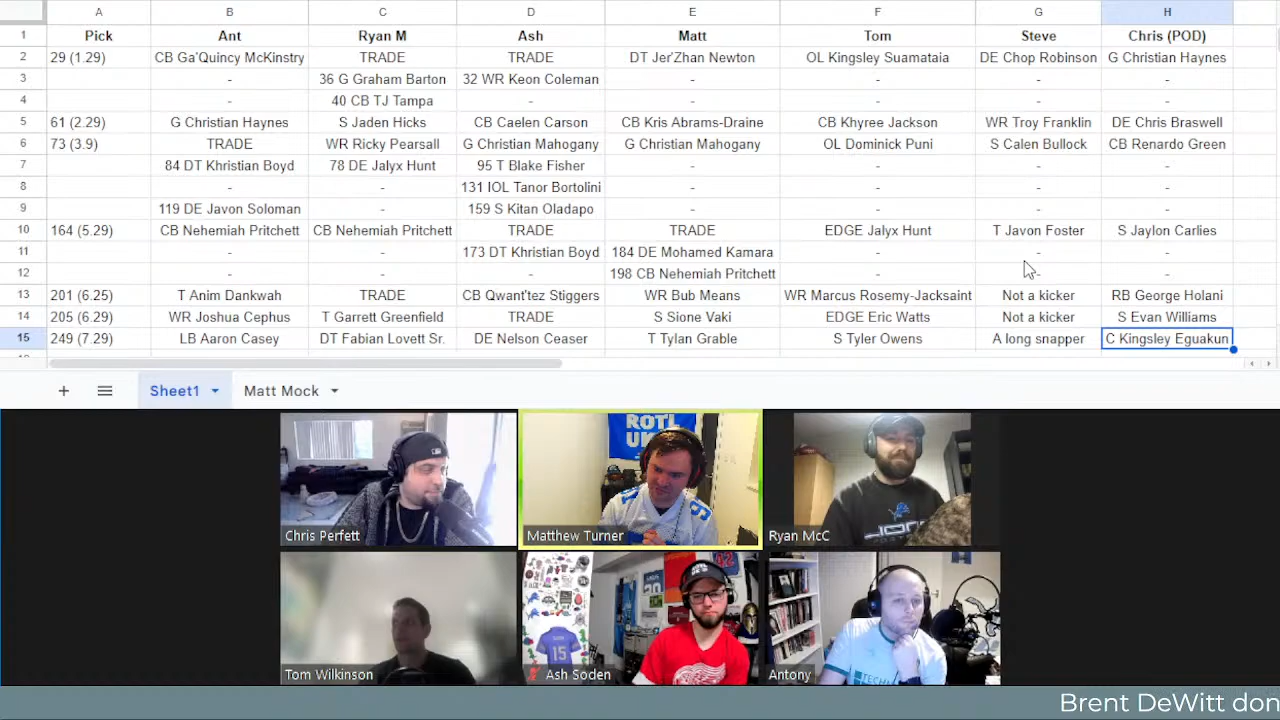 A B C D E F G H
1 Pick Ant Ryan M Ash Matt Tom Steve Chris (POD)
2 29 (1.29) CB Ga'Quincy McKinstry TRADE TRADE DT Jer'Zhan Newton OL Kingsley Suamataia DE Chop Robinson G Christian Haynes
3 - 36 G Graham Barton 32 WR Keon Coleman - - - -
4 - 40 CB TJ Tampa - - - - -
5 61 (2.29) G Christian Haynes S Jaden Hicks CB Caelen Carson CB Kris Abrams-Draine CB Khyree Jackson WR Troy Franklin DE Chris Braswell
6 73 (3.9) TRADE WR Ricky Pearsall G Christian Mahogany G Christian Mahogany OL Dominick Puni S Calen Bullock CB Renardo Green
7 84 DT Khristian Boyd 78 DE Jalyx Hunt 95 T Blake Fisher - - - -
8 - - 131 IOL Tanor Bortolini - - - -
9 119 DE Javon Soloman - 159 S Kitan Oladapo - - - -
10 164 (5.29) CB Nehemiah Pritchett CB Nehemiah Pritchett TRADE TRADE EDGE Jalyx Hunt T Javon Foster S Jaylon Carlies
11 - - 173 DT Khristian Boyd 184 DE Mohamed Kamara - - -
12 - - - 198 CB Nehemiah Pritchett - - -
13 201 (6.25) T Anim Dankwah TRADE CB Qwant'tez Stiggers WR Bub Means WR Marcus Rosemy-Jacksaint Not a kicker RB George Holani
14 205 (6.29) WR Joshua Cephus T Garrett Greenfield TRADE S Sione Vaki EDGE Eric Watts Not a kicker S Evan Williams
15 249 (7.29) LB Aaron Casey DT Fabian Lovett Sr. DE Nelson Ceaser T Tylan Grable S Tyler Owens A long snapper C Kingsley Eguakun
Sheet1 Matt Mock
ROTL
UK
Chris Perfett Matthew Turner Ryan McC
15
Tom Wilkinson Ash Soden Antony
Brent DeWitt don